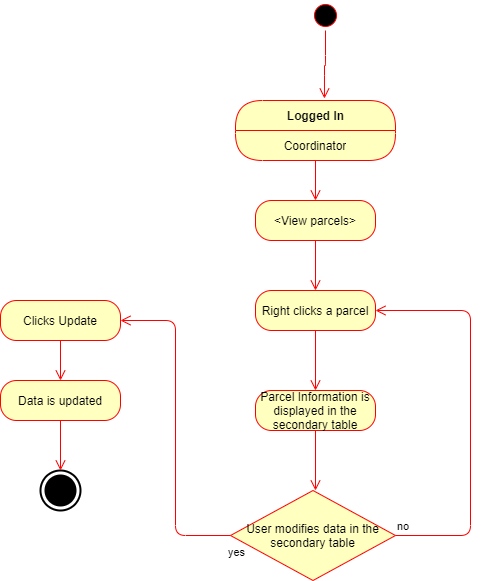 Logged In
Coordinator
<View parcels>
Right clicks a parcel
Clicks Update
Parcel Information is
displayed in the
secondary table
Data is updated
User modifies data in the
secondary table
no
yes